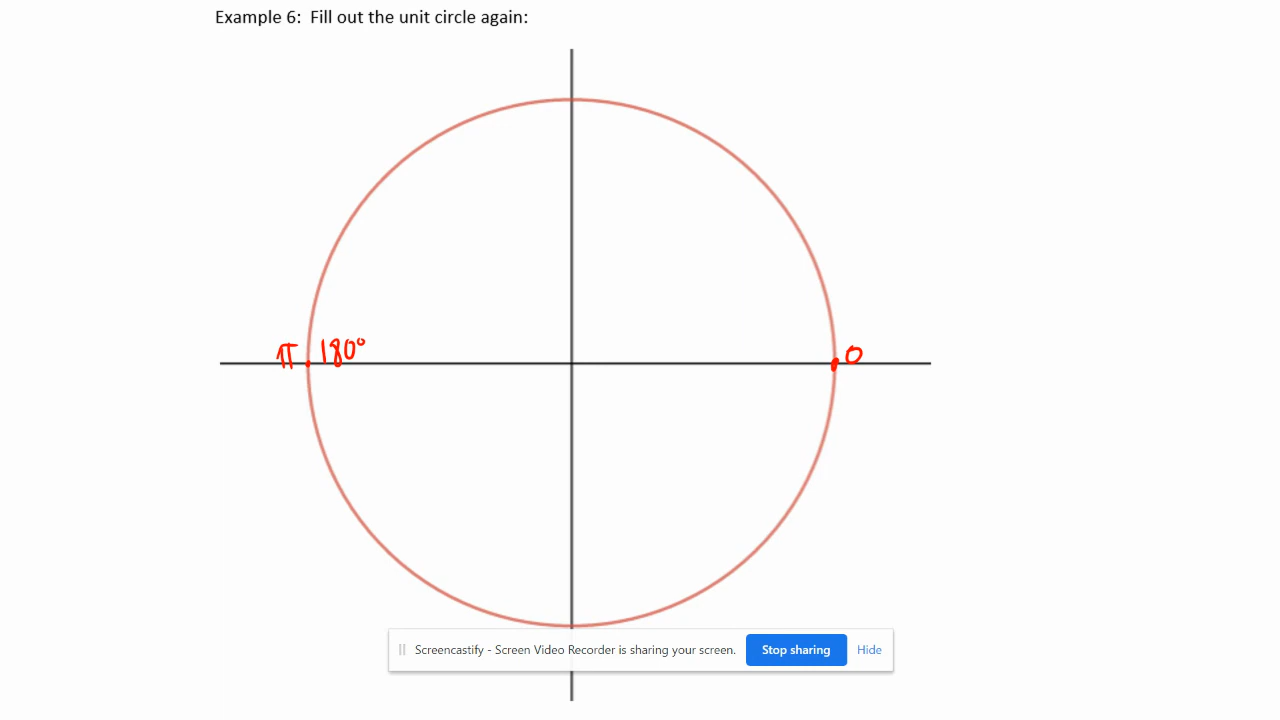 Example 6: Fill out the unit circle again:
π 180° 0
Screencastify - Screen Video Recorder is sharing your screen. Stop sharing Hide